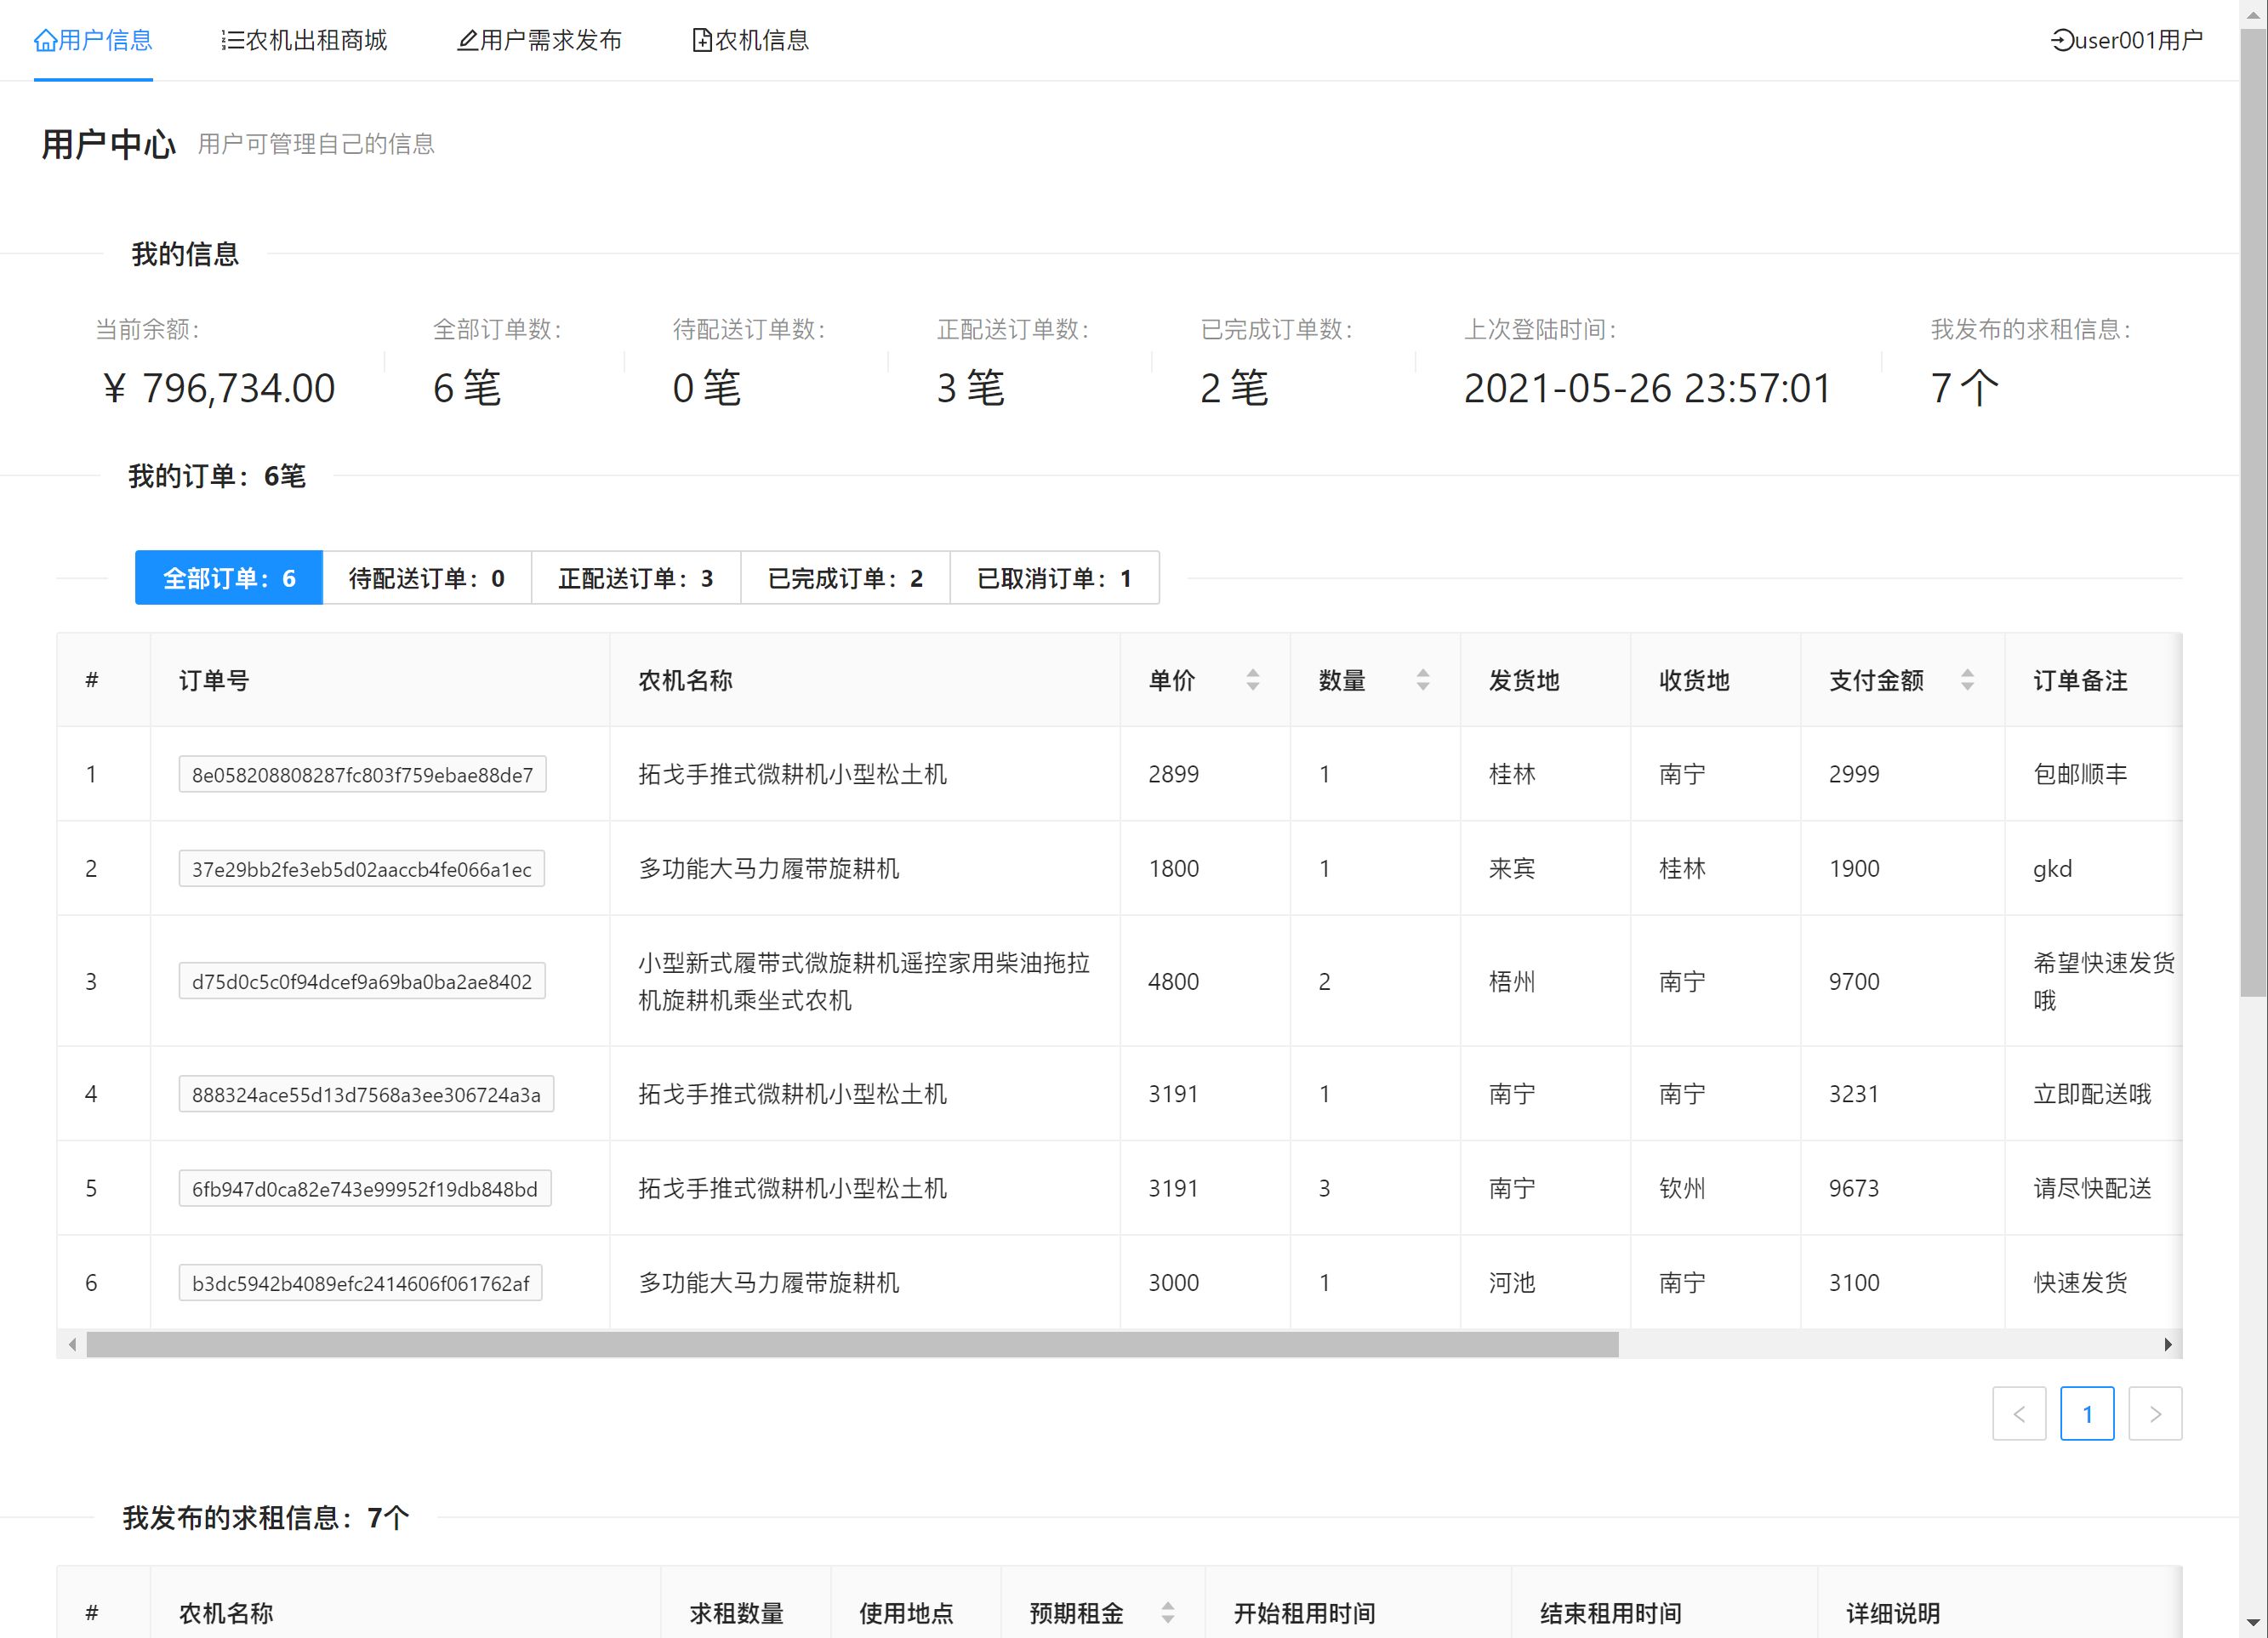 用户信息 农机出租商城 用户需求发布 农机信息 user001用户
用户中心 用户可管理自己的信息
我的信息
当前余额: 全部订单数: 待配送订单数: 正配送订单数: 已完成订单数: 上次登陆时间: 我发布的求租信息:
¥ 796,734.00 6 笔 0 笔 3 笔 2 笔 2021-05-26 23:57:01 7 个
我的订单：6笔
全部订单：6 待配送订单：0 正配送订单：3 已完成订单：2 已取消订单：1
# 订单号 农机名称 单价 数量 发货地 收货地 支付金额 订单备注
1 8e058208808287fc803f759ebae88de7 拓戈手推式微耕机小型松土机 2899 1 桂林 南宁 2999 包邮顺丰
2 37e29bb2fe3eb5d02aaccb4fe066a1ec 多功能大马力履带旋耕机 1800 1 来宾 桂林 1900 gkd
3 d75d0c5c0f94dcef9a69ba0ba2ae8402 小型新式履带式微旋耕机遥控家用柴油拖拉 4800 2 梧州 南宁 9700 希望快速发货
机旋耕机乘坐式农机 哦
4 888324ace55d13d7568a3ee306724a3a 拓戈手推式微耕机小型松土机 3191 1 南宁 南宁 3231 立即配送哦
5 6fb947d0ca82e743e99952f19db848bd 拓戈手推式微耕机小型松土机 3191 3 南宁 钦州 9673 请尽快配送
6 b3dc5942b4089efc2414606f061762af 多功能大马力履带旋耕机 3000 1 河池 南宁 3100 快速发货
< 1 >
我发布的求租信息：7个
# 农机名称 求租数量 使用地点 预期租金 开始租用时间 结束租用时间 详细说明